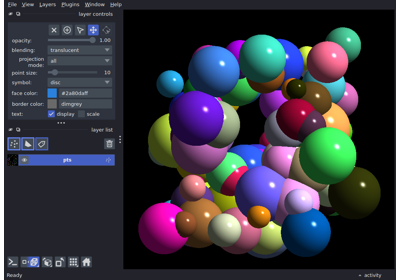 File View Layers Plugins Window Help
layer controls
opacity: 1.00
blending: translucent
projection mode: all
point size: 10
symbol: disc
face color: #2a80daff
border color: dimgrey
text: display scale
layer list
pts
Ready activity